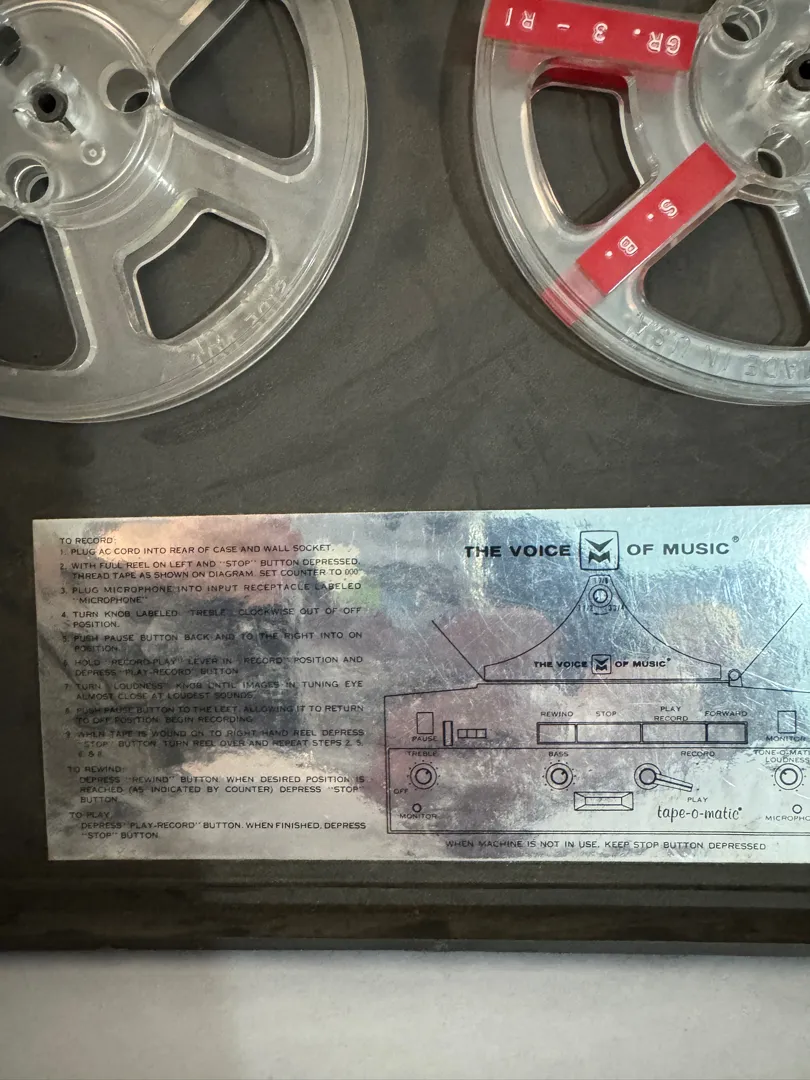 GR. 3 - RI
S. B.
TO RECORD:
1. PLUG AC CORD INTO REAR OF CASE AND WALL SOCKET.
2. WITH FULL REEL ON LEFT AND "STOP" BUTTON DEPRESSED,
THREAD TAPE AS SHOWN ON DIAGRAM. SET COUNTER TO 000.
3. PLUG MICROPHONE INTO INPUT RECEPTACLE LABELED
"MICROPHONE"
4. TURN KNOB LABELED "TREBLE" CLOCKWISE OUT OF OFF
POSITION.
5. PUSH PAUSE BUTTON BACK AND TO THE RIGHT INTO ON
POSITION.
6. HOLD "RECORD-PLAY" LEVER IN "RECORD" POSITION AND
DEPRESS "PLAY-RECORD" BUTTON
7. TURN "LOUDNESS" KNOB UNTIL IMAGES IN TUNING EYE
ALMOST CLOSE AT LOUDEST SOUNDS.
8. PUSH PAUSE BUTTON TO THE LEFT, ALLOWING IT TO RETURN
TO OFF POSITION. BEGIN RECORDING.
9. WHEN TAPE IS WOUND ON TO RIGHT HAND REEL DEPRESS
"STOP" BUTTON. TURN REEL OVER AND REPEAT STEPS 2, 5,
6, & 8
TO REWIND:
DEPRESS "REWIND" BUTTON. WHEN DESIRED POSITION IS
REACHED (AS INDICATED BY COUNTER) DEPRESS "STOP"
BUTTON
TO PLAY:
DEPRESS "PLAY-RECORD" BUTTON. WHEN FINISHED, DEPRESS
"STOP" BUTTON.
THE VOICE VM OF MUSIC®
1 7/8
3 3/4
THE VOICE VM OF MUSIC®
REWIND STOP PLAY RECORD FORWARD
PAUSE MONITOR
TREBLE BASS RECORD TONE-O-MATIC LOUDNESS
OFF PLAY
MONITOR tape-o-matic® MICROPHO
WHEN MACHINE IS NOT IN USE, KEEP STOP BUTTON DEPRESSED